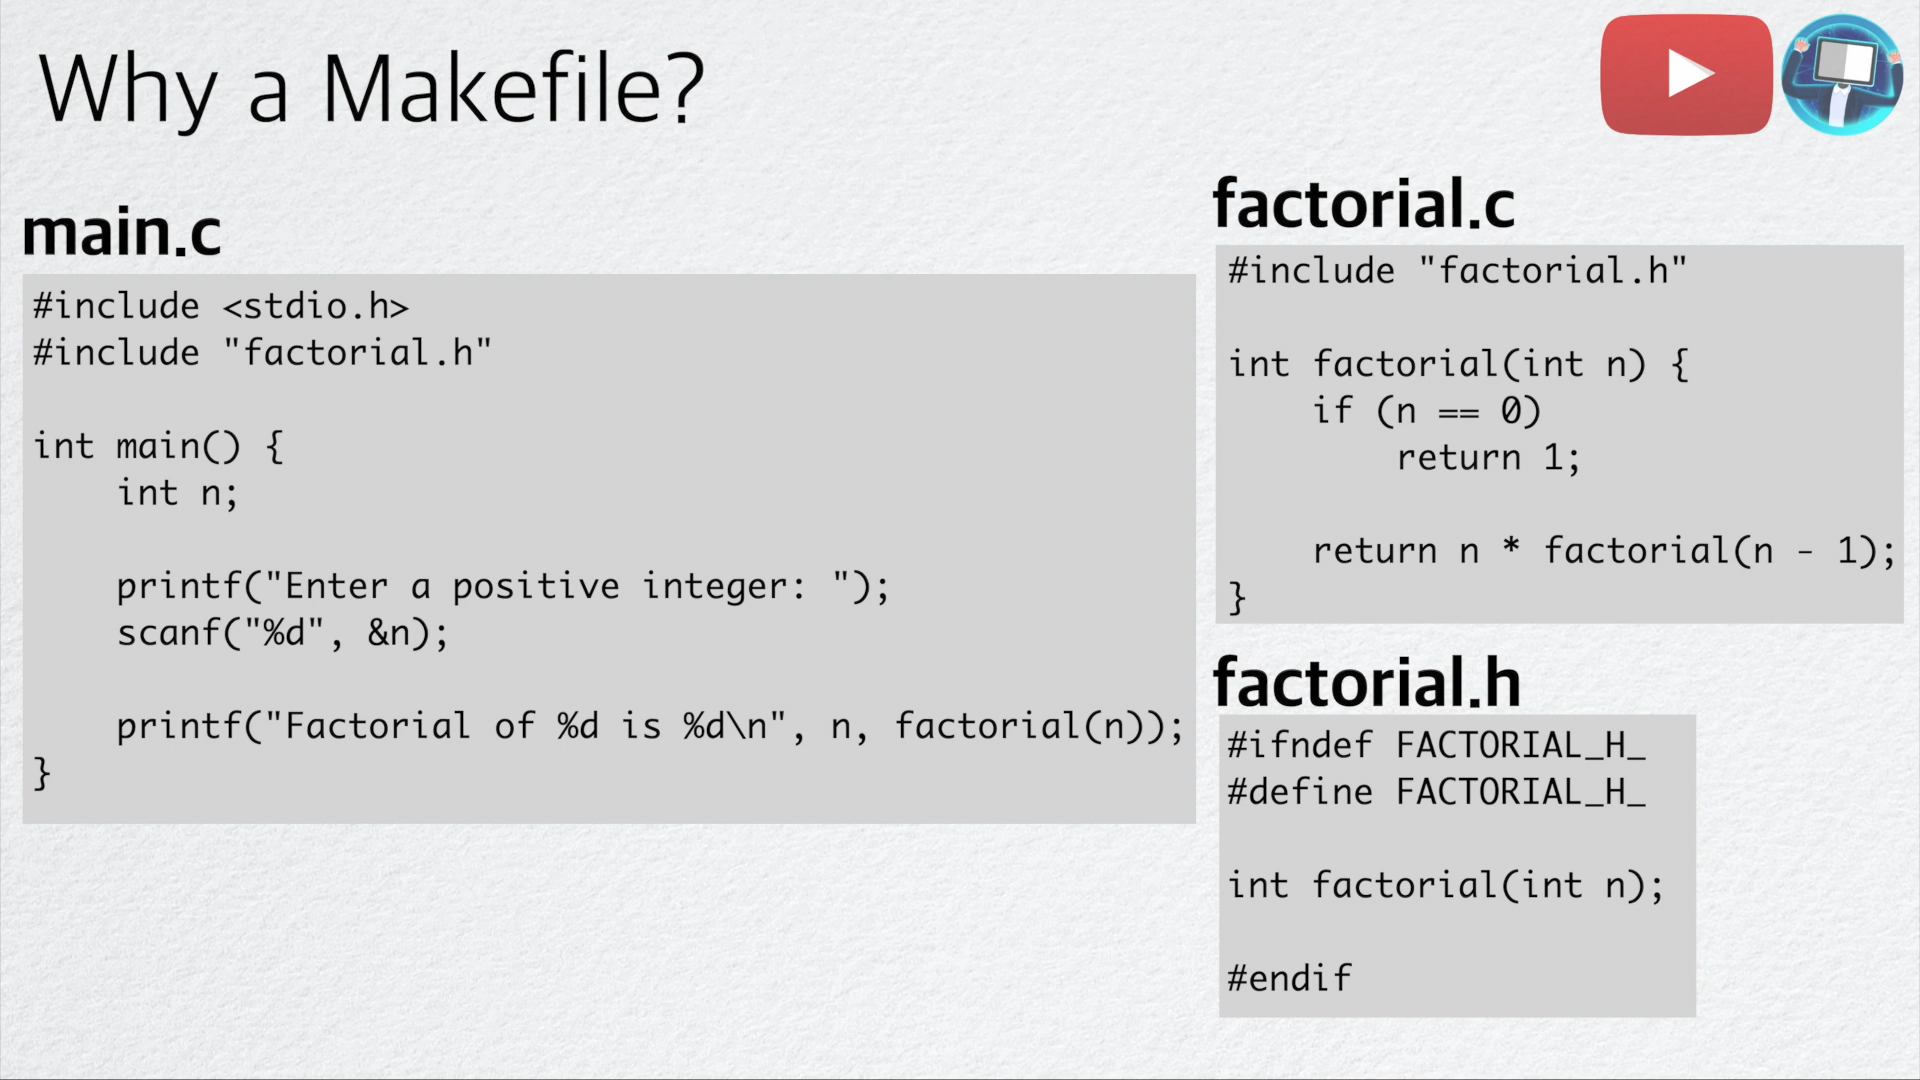 Why a Makefile?
main.c
#include <stdio.h>
#include "factorial.h"
int main() {
    int n;
    printf("Enter a positive integer: ");
    scanf("%d", &n);
    printf("Factorial of %d is %d\n", n, factorial(n));
}
factorial.c
#include "factorial.h"
int factorial(int n) {
    if (n == 0)
        return 1;
    return n * factorial(n - 1);
}
factorial.h
#ifndef FACTORIAL_H_
#define FACTORIAL_H_
int factorial(int n);
#endif